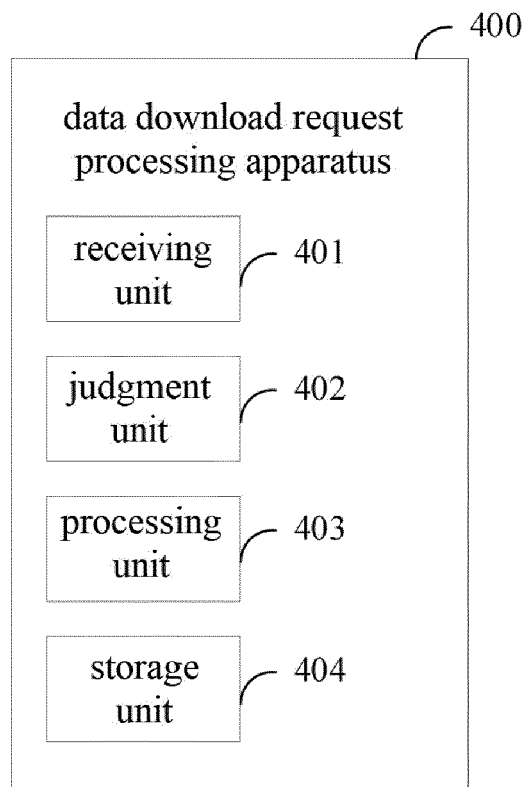 400
data download request
processing apparatus
receiving
unit
401
judgment
unit
402
processing
unit
403
storage
unit
404